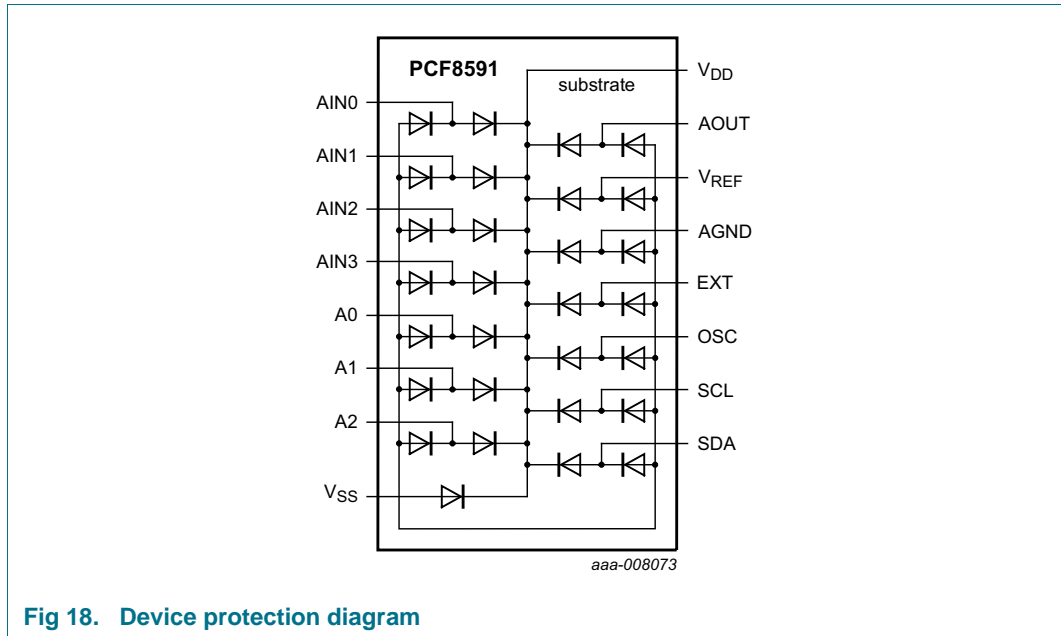 PCF8591
substrate
AIN0
AIN1
AIN2
AIN3
A0
A1
A2
VSS
VDD
AOUT
VREF
AGND
EXT
OSC
SCL
SDA
aaa-008073
Fig 18. Device protection diagram